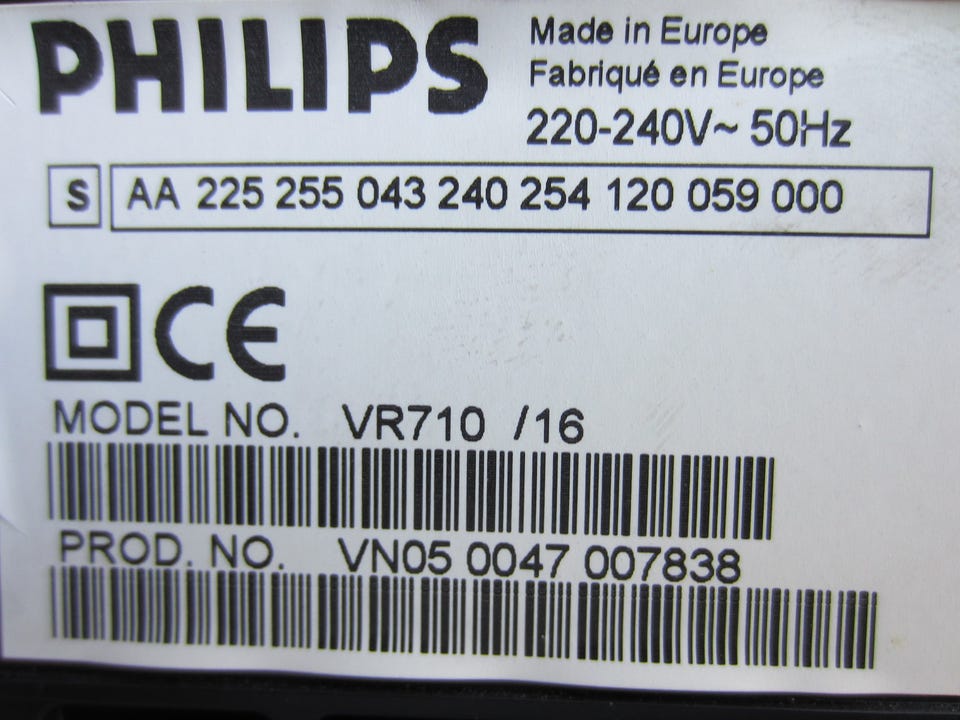 PHILIPS
Made in Europe
Fabriqué en Europe
220-240V~ 50Hz
S AA 225 255 043 240 254 120 059 000
CE
MODEL NO. VR710 /16
PROD. NO. VN05 0047 007838